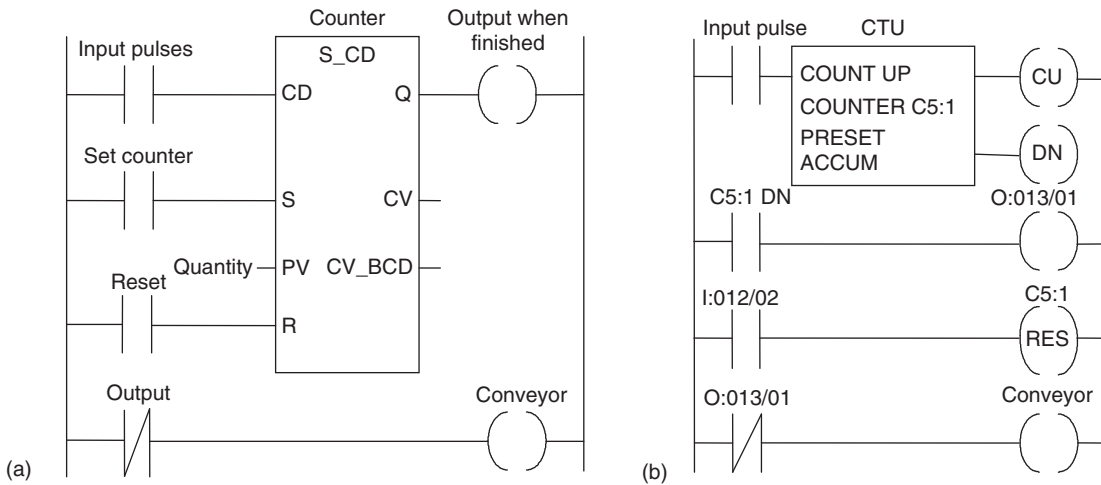 Counter
Output when
finished
Input pulses
S_CD
CD
Q
Set counter
S
CV
Quantity
PV
CV_BCD
Reset
R
Output
Conveyor
(a)
Input pulse
CTU
COUNT UP
CU
COUNTER C5:1
PRESET
ACCUM
DN
C5:1 DN
O:013/01
I:012/02
C5:1
RES
O:013/01
Conveyor
(b)